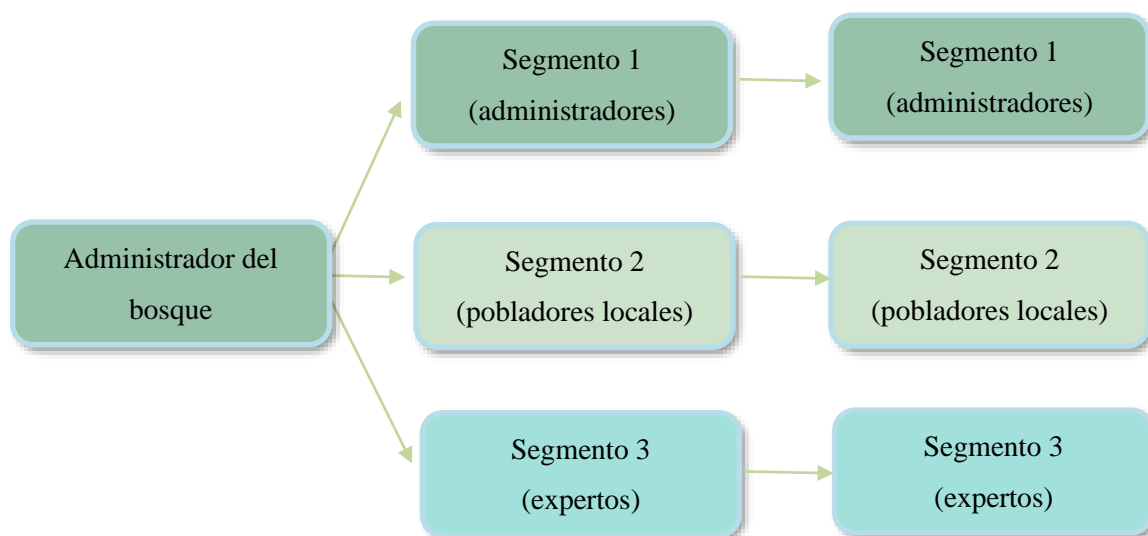 Segmento 1
(administradores)
Segmento 1
(administradores)
Administrador del
bosque
Segmento 2
(pobladores locales)
Segmento 2
(pobladores locales)
Segmento 3
(expertos)
Segmento 3
(expertos)